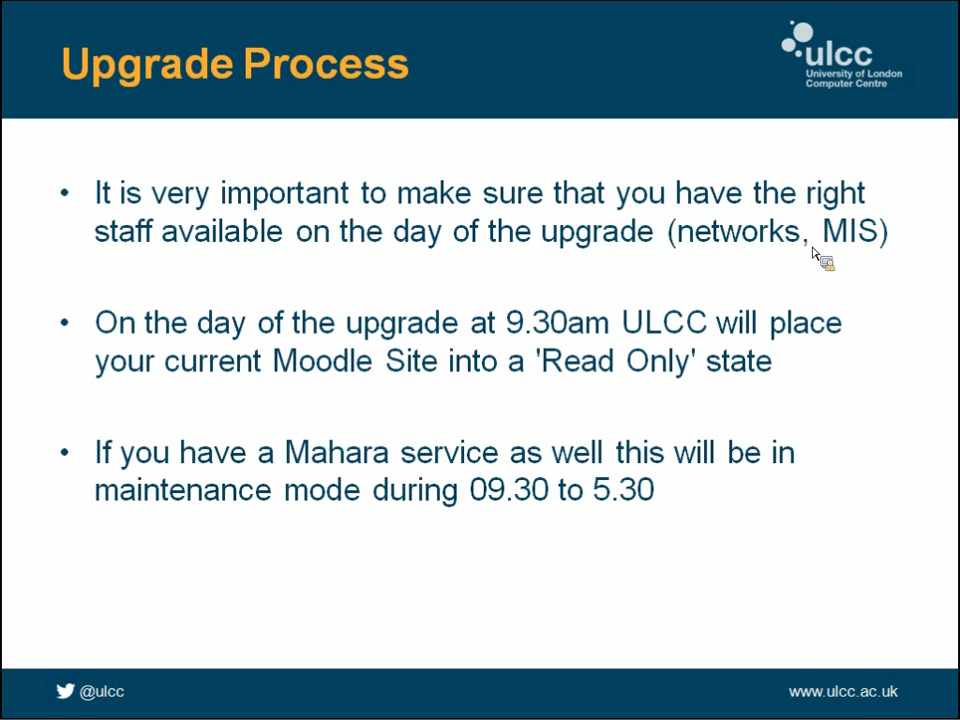 Upgrade Process
ulcc
University of London
Computer Centre
• It is very important to make sure that you have the right
staff available on the day of the upgrade (networks, MIS)
• On the day of the upgrade at 9.30am ULCC will place
your current Moodle Site into a 'Read Only' state
• If you have a Mahara service as well this will be in
maintenance mode during 09.30 to 5.30
@ulcc
www.ulcc.ac.uk